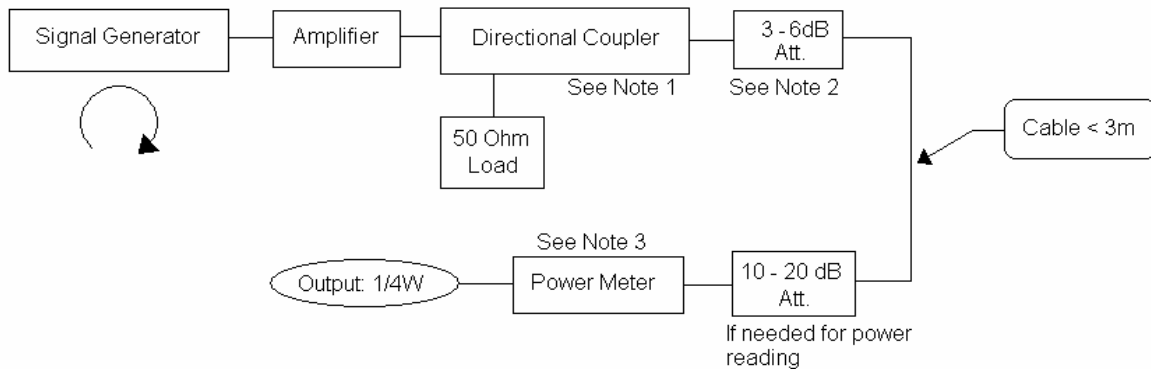 Signal Generator
Amplifier
Directional Coupler
3 - 6dB
Att.
See Note 1
See Note 2
50 Ohm
Load
Cable < 3m
See Note 3
Output: 1/4W
Power Meter
10 - 20 dB
Att.
If needed for power
reading